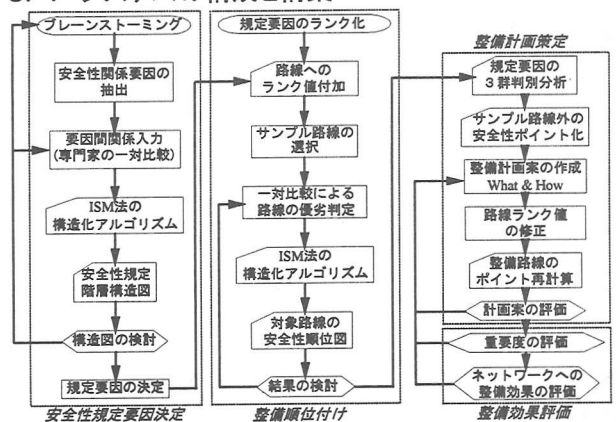 ブレーンストーミング
安全性関係要因の
抽出
要因間関係入力
(専門家の一対比較)
ISM法の
構造化アルゴリズム
安全性規定
階層構造図
構造図の検討
規定要因の決定
安全性規定要因決定
規定要因のランク化
路線への
ランク値付加
サンプル路線の
選択
一対比較による
路線の優劣判定
ISM法の
構造化アルゴリズム
対象路線の
安全性順位図
結果の検討
整備順位付け
整備計画策定
規定要因の
3群判別分析
サンプル路線外の
安全性ポイント化
整備計画案の作成
What & How
路線ランク値
の修正
整備路線の
ポイント再計算
計画案の評価
重要度の評価
ネットワークへの
整備効果の評価
整備効果評価